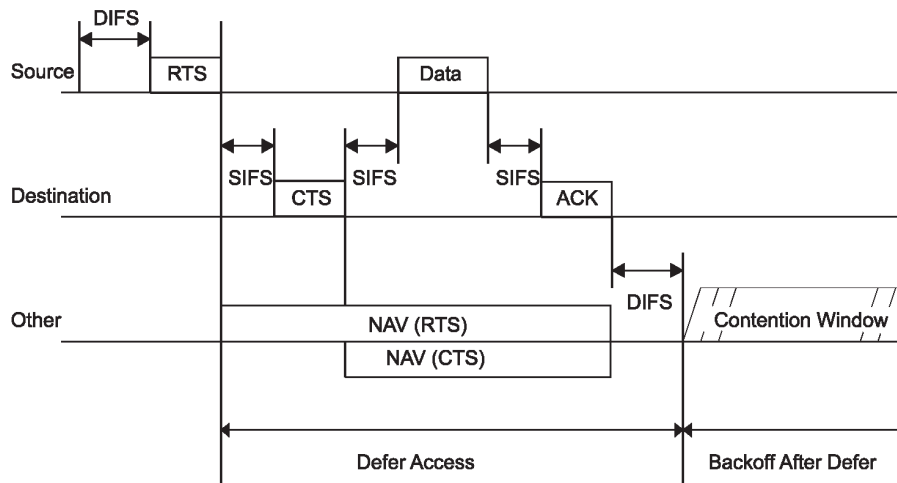 DIFS
Source
RTS
Data
SIFS
SIFS
SIFS
Destination
CTS
ACK
DIFS
Other
NAV (RTS)
Contention Window
NAV (CTS)
Defer Access
Backoff After Defer